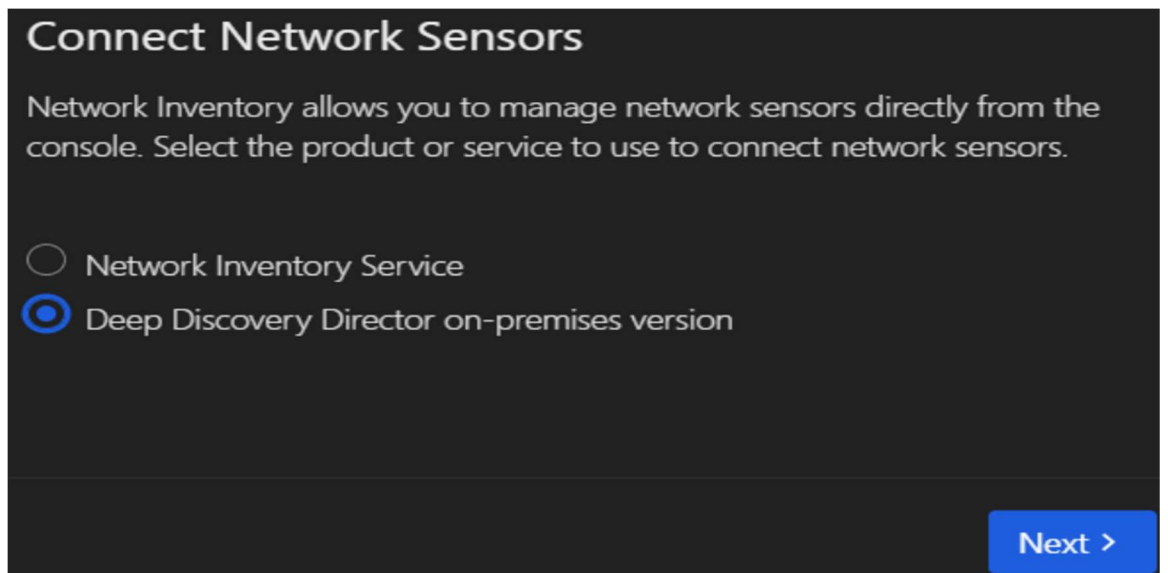 Connect Network Sensors
Network Inventory allows you to manage network sensors directly from the
console. Select the product or service to use to connect network sensors.
Network Inventory Service
Deep Discovery Director on-premises version
Next >